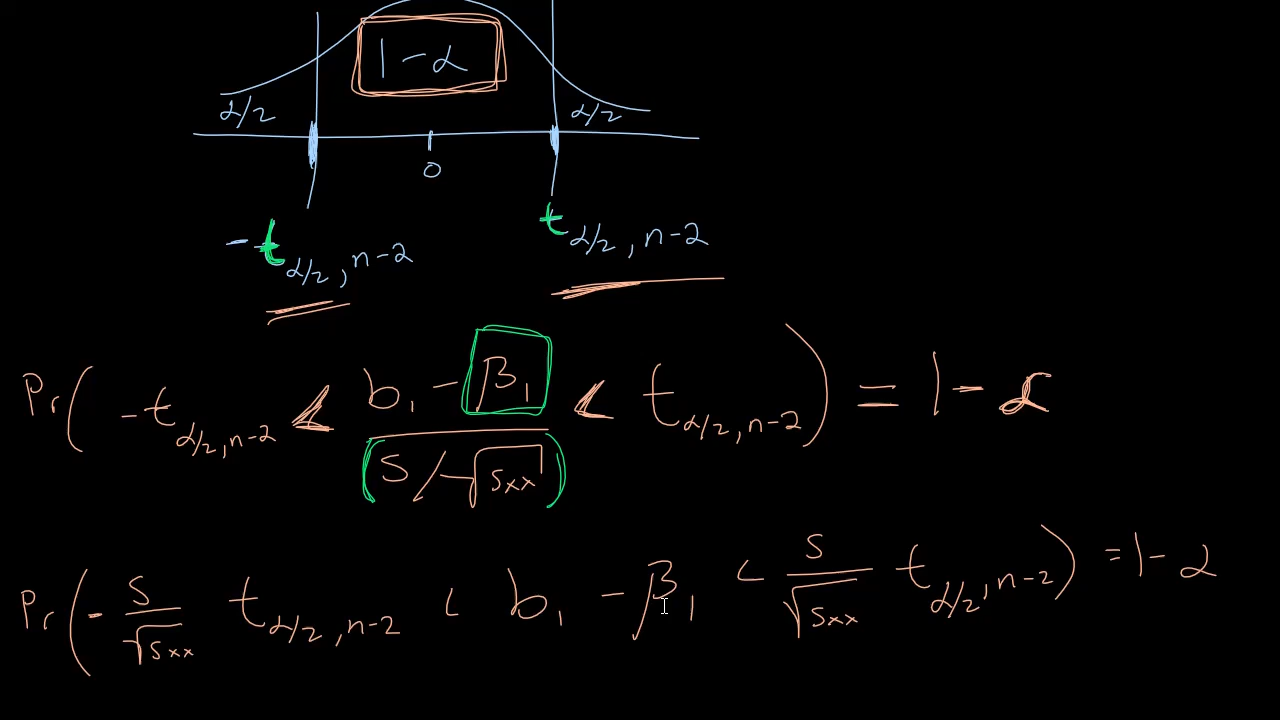 1 - α
α/2 α/2
0
-t α/2, n-2 t α/2, n-2
Pr( -t α/2, n-2 < (b₁ - β₁) / (S/√Sxx) < t α/2, n-2 ) = 1 - α
Pr( - S/√Sxx t α/2, n-2 < b₁ - β₁ < S/√Sxx t α/2, n-2 ) = 1 - α